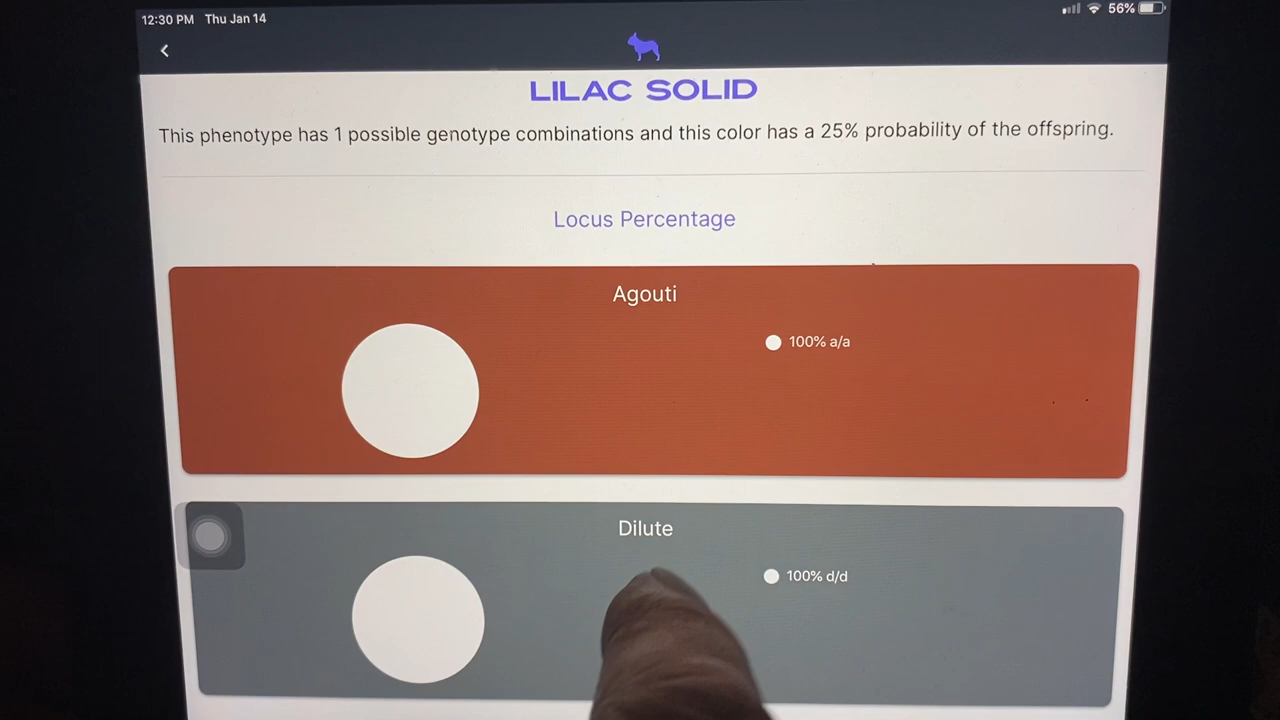 12:30 PM Thu Jan 14
56%
LILAC SOLID
This phenotype has 1 possible genotype combinations and this color has a 25% probability of the offspring.
Locus Percentage
Agouti
100% a/a
Dilute
100% d/d